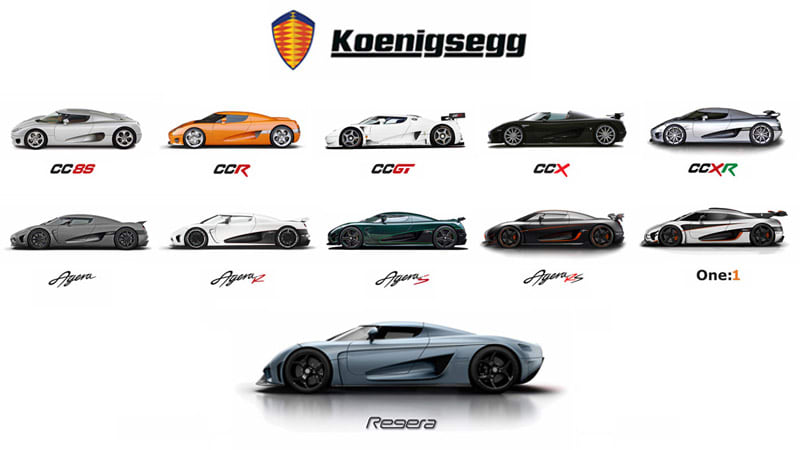 Koenigsegg
CC8S
CCR
CCGT
CCX
CCXR
Agera
Agera R
Agera S
Agera RS
One:1
Regera